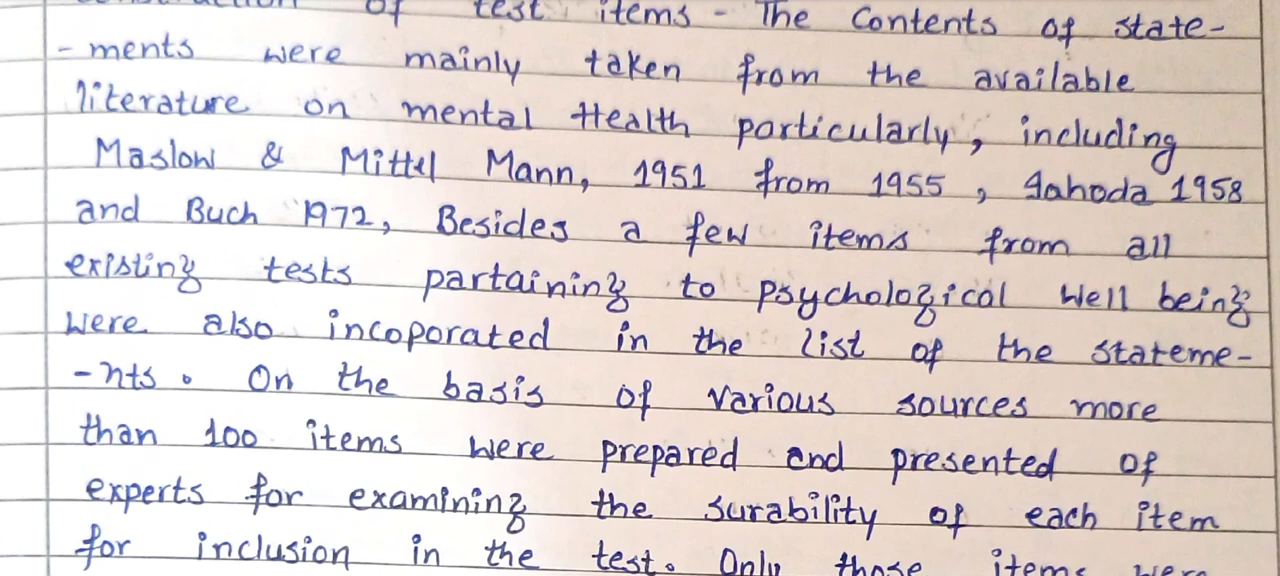 of test items - The Contents of state-
- ments were mainly taken from the available
literature on mental Health particularly, including
Maslow & Mittel Mann, 1951 from 1955, Jahoda 1958
and Buch 1972, Besides a few items from all
existing tests partaining to psychological well being
were also incoporated in the list of the stateme-
- nts. On the basis of various sources more
than 100 items were prepared and presented of
experts for examining the surability of each item
for inclusion in the test. Only those items were